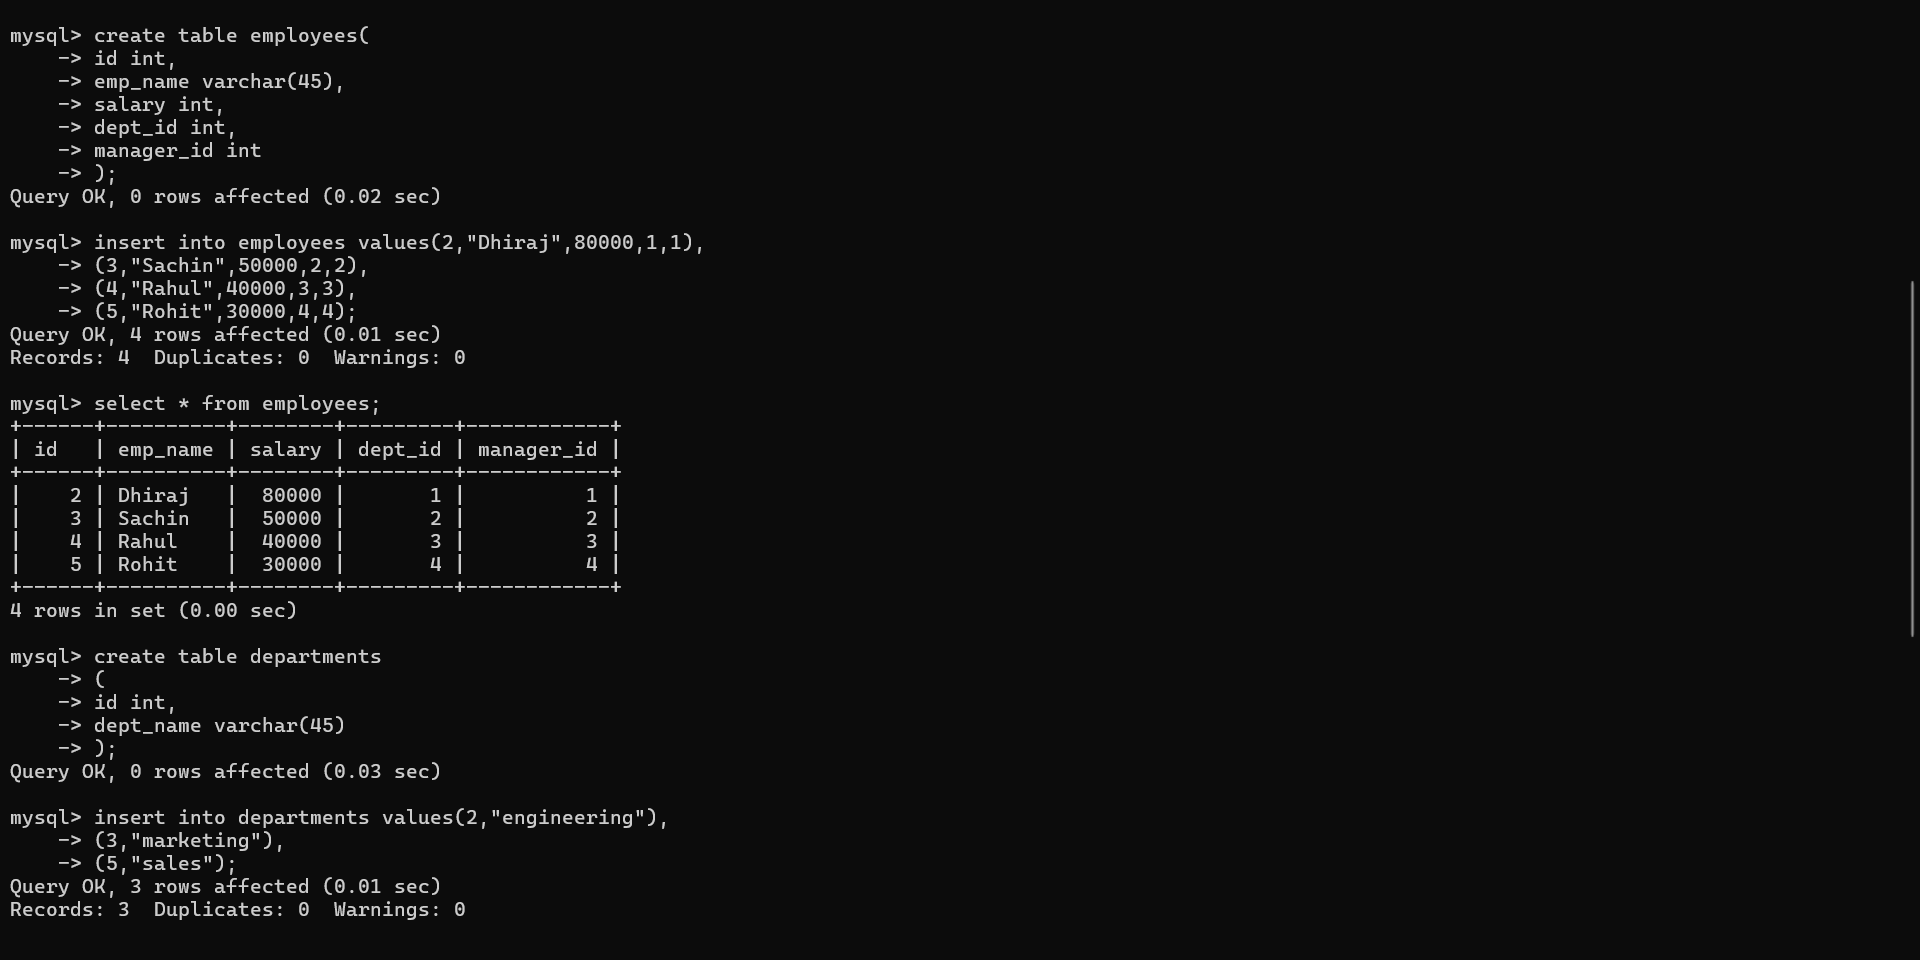 mysql> create table employees(
    -> id int,
    -> emp_name varchar(45),
    -> salary int,
    -> dept_id int,
    -> manager_id int
    -> );
Query OK, 0 rows affected (0.02 sec)

mysql> insert into employees values(2,"Dhiraj",80000,1,1),
    -> (3,"Sachin",50000,2,2),
    -> (4,"Rahul",40000,3,3),
    -> (5,"Rohit",30000,4,4);
Query OK, 4 rows affected (0.01 sec)
Records: 4  Duplicates: 0  Warnings: 0

mysql> select * from employees;
+------+----------+--------+---------+------------+
| id   | emp_name | salary | dept_id | manager_id |
+------+----------+--------+---------+------------+
|    2 | Dhiraj   |  80000 |       1 |          1 |
|    3 | Sachin   |  50000 |       2 |          2 |
|    4 | Rahul    |  40000 |       3 |          3 |
|    5 | Rohit    |  30000 |       4 |          4 |
+------+----------+--------+---------+------------+
4 rows in set (0.00 sec)

mysql> create table departments
    -> (
    -> id int,
    -> dept_name varchar(45)
    -> );
Query OK, 0 rows affected (0.03 sec)

mysql> insert into departments values(2,"engineering"),
    -> (3,"marketing"),
    -> (5,"sales");
Query OK, 3 rows affected (0.01 sec)
Records: 3  Duplicates: 0  Warnings: 0